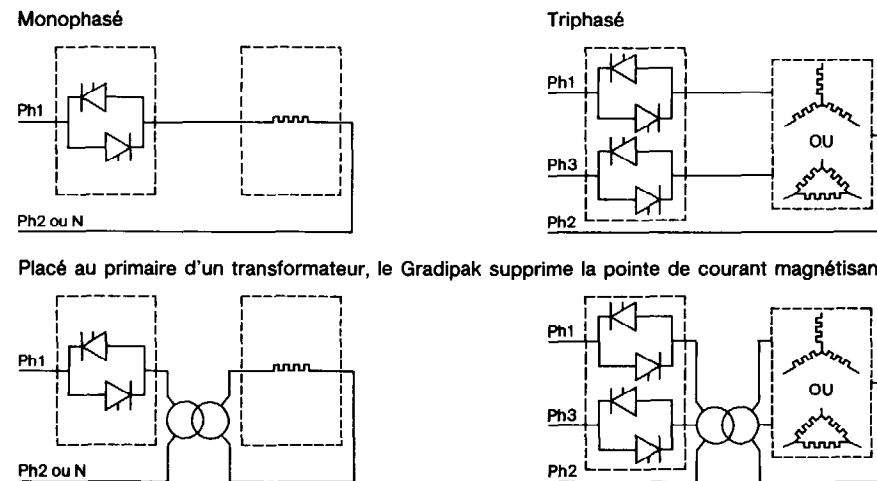 Monophasé
Triphasé
Ph1
Ph2 ou N
Ph1
Ph3
Ph2
OU
Placé au primaire d'un transformateur, le Gradipak supprime la pointe de courant magnétisan
Ph1
Ph2 ou N
Ph1
Ph3
Ph2
OU